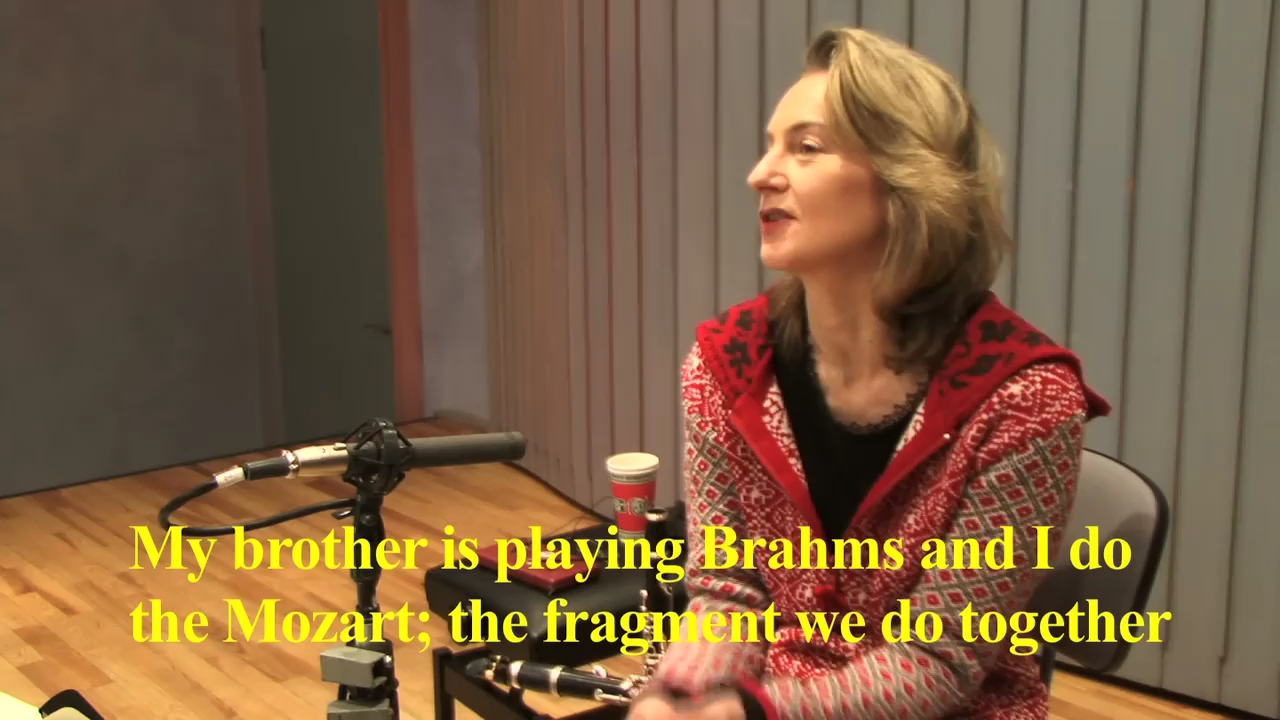 My brother is playing Brahms and I do
the Mozart; the fragment we do together